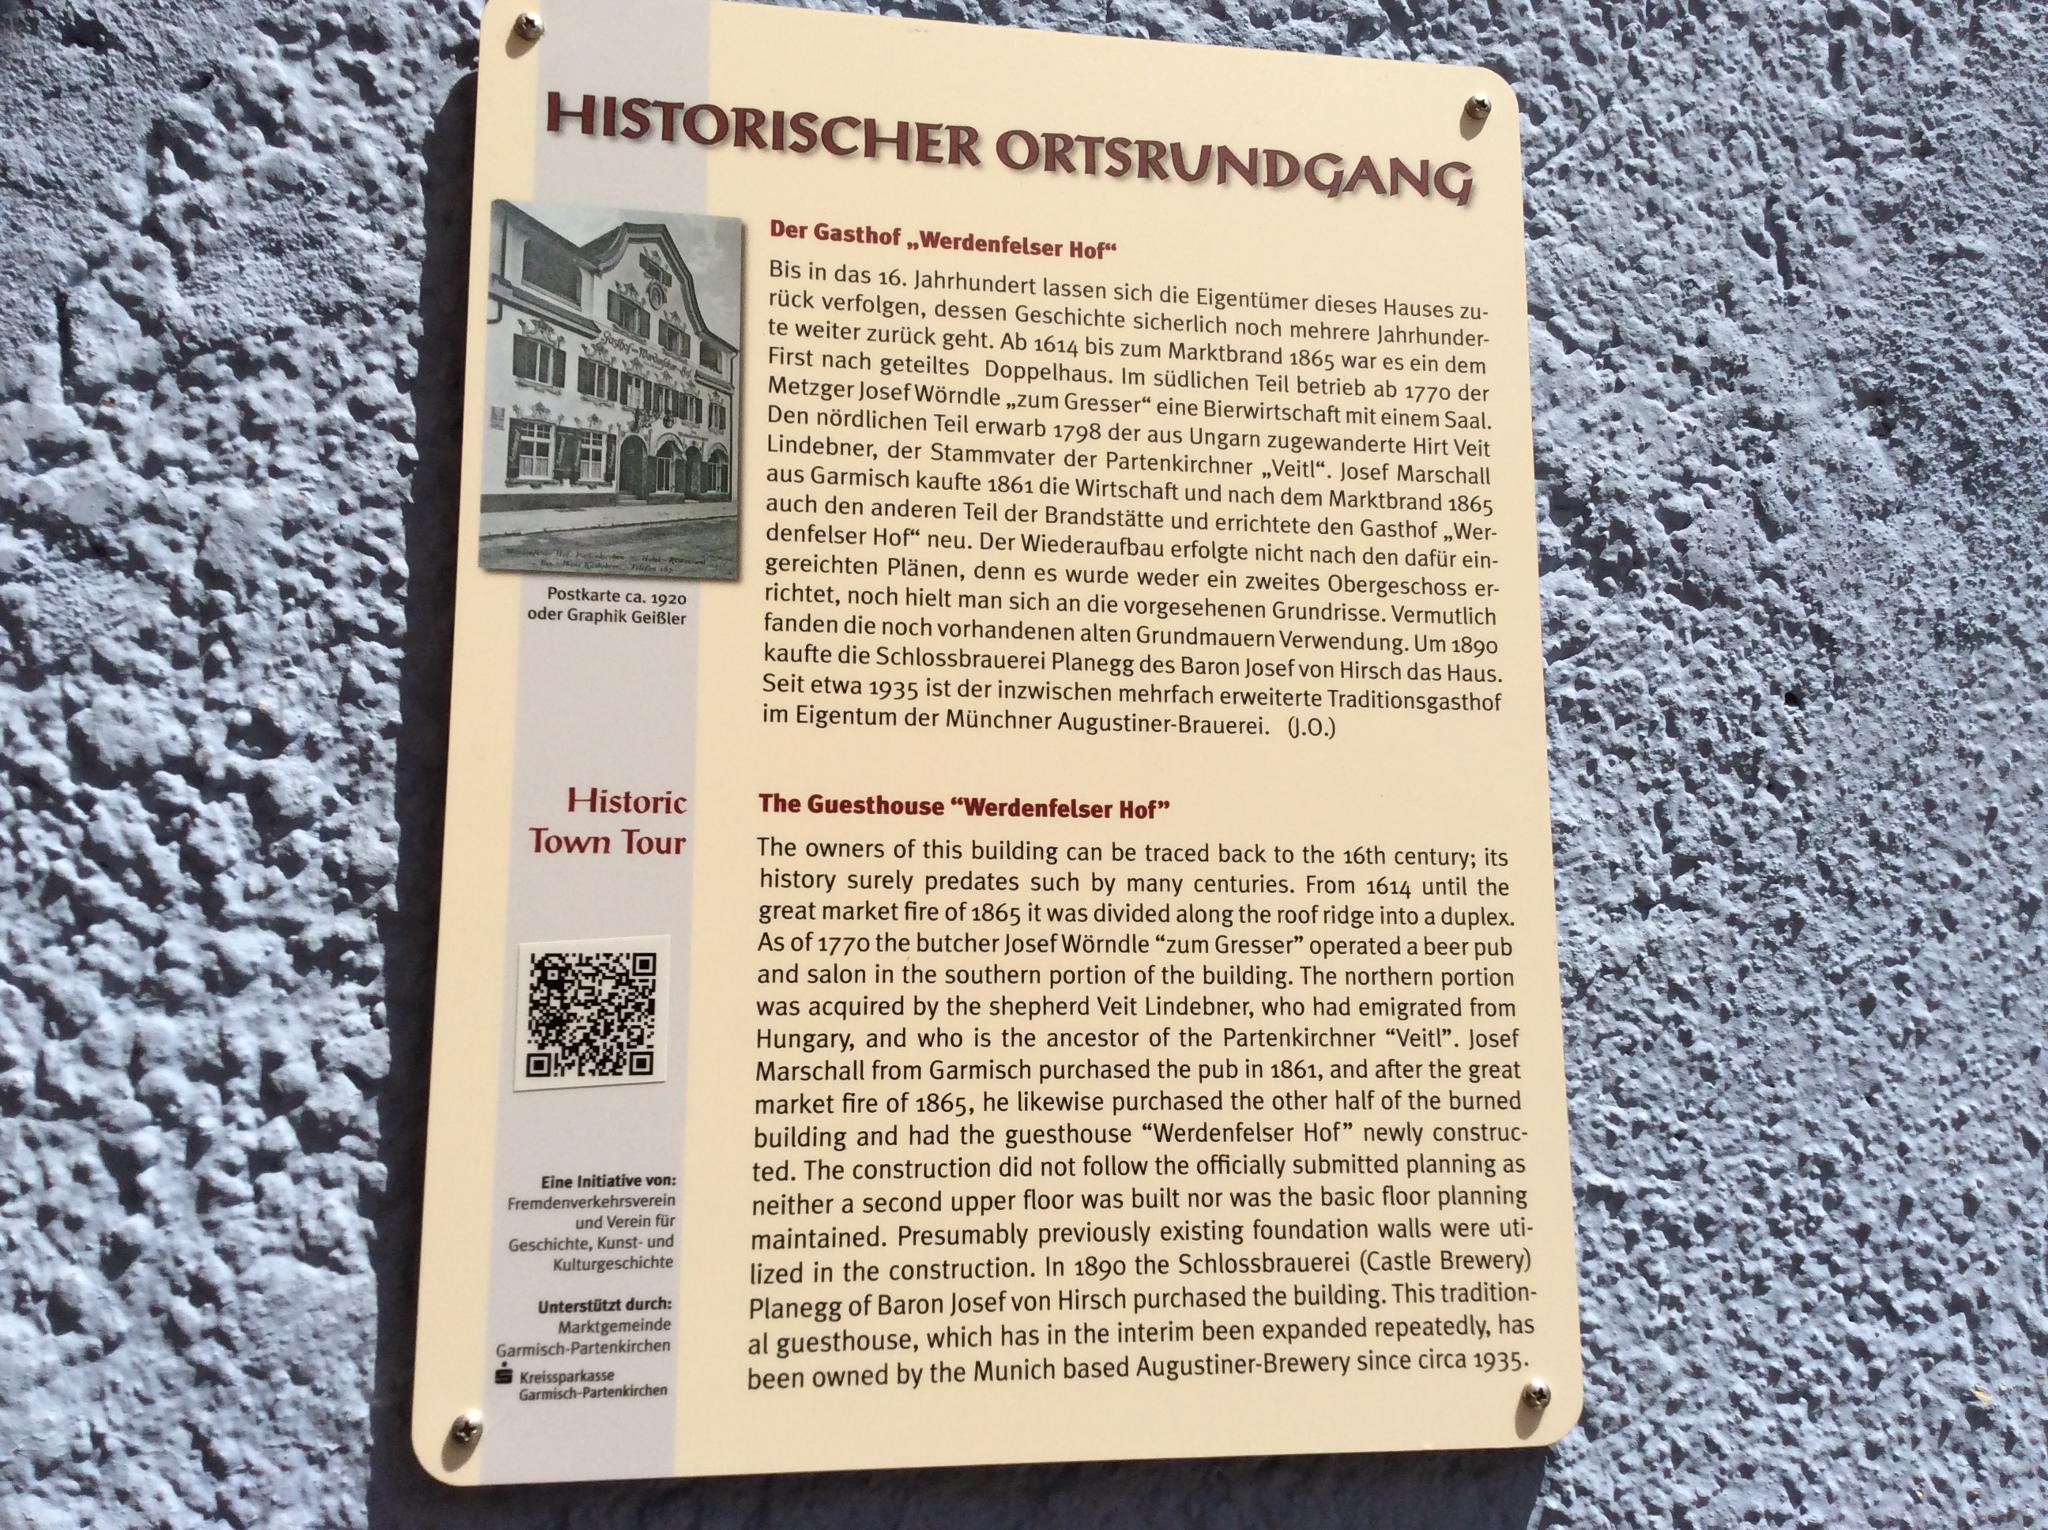 HISTORISCHER ORTSRUNDGANG
Der Gasthof „Werdenfelser Hof“
Bis in das 16. Jahrhundert lassen sich die Eigentümer dieses Hauses zu-
rück verfolgen, dessen Geschichte sicherlich noch mehrere Jahrhunder-
te weiter zurück geht. Ab 1614 bis zum Marktbrand 1865 war es ein dem
First nach geteiltes Doppelhaus. Im südlichen Teil betrieb ab 1770 der
Metzger Josef Wörndle „zum Gresser“ eine Bierwirtschaft mit einem Saal.
Den nördlichen Teil erwarb 1798 der aus Ungarn zugewanderte Hirt Veit
Lindebner, der Stammvater der Partenkirchner „Veitl“. Josef Marschall
aus Garmisch kaufte 1861 die Wirtschaft und nach dem Marktbrand 1865
auch den anderen Teil der Brandstätte und errichtete den Gasthof „Wer-
denfelser Hof“ neu. Der Wiederaufbau erfolgte nicht nach den dafür ein-
gereichten Plänen, denn es wurde weder ein zweites Obergeschoss er-
richtet, noch hielt man sich an die vorgesehenen Grundrisse. Vermutlich
fanden die noch vorhandenen alten Grundmauern Verwendung. Um 1890
kaufte die Schlossbrauerei Planegg des Baron Josef von Hirsch das Haus.
Seit etwa 1935 ist der inzwischen mehrfach erweiterte Traditionsgasthof
im Eigentum der Münchner Augustiner-Brauerei. (J.O.)
Postkarte ca. 1920
oder Graphik Geißler
Historic
Town Tour
The Guesthouse “Werdenfelser Hof”
The owners of this building can be traced back to the 16th century; its
history surely predates such by many centuries. From 1614 until the
great market fire of 1865 it was divided along the roof ridge into a duplex.
As of 1770 the butcher Josef Wörndle “zum Gresser” operated a beer pub
and salon in the southern portion of the building. The northern portion
was acquired by the shepherd Veit Lindebner, who had emigrated from
Hungary, and who is the ancestor of the Partenkirchner “Veitl”. Josef
Marschall from Garmisch purchased the pub in 1861, and after the great
market fire of 1865, he likewise purchased the other half of the burned
building and had the guesthouse “Werdenfelser Hof” newly construc-
ted. The construction did not follow the officially submitted planning as
neither a second upper floor was built nor was the basic floor planning
maintained. Presumably previously existing foundation walls were uti-
lized in the construction. In 1890 the Schlossbrauerei (Castle Brewery)
Planegg of Baron Josef von Hirsch purchased the building. This tradition-
al guesthouse, which has in the interim been expanded repeatedly, has
been owned by the Munich based Augustiner-Brewery since circa 1935.
Eine Initiative von:
Fremdenverkehrsverein
und Verein für
Geschichte, Kunst- und
Kulturgeschichte
Unterstützt durch:
Marktgemeinde
Garmisch-Partenkirchen
Kreissparkasse
Garmisch-Partenkirchen